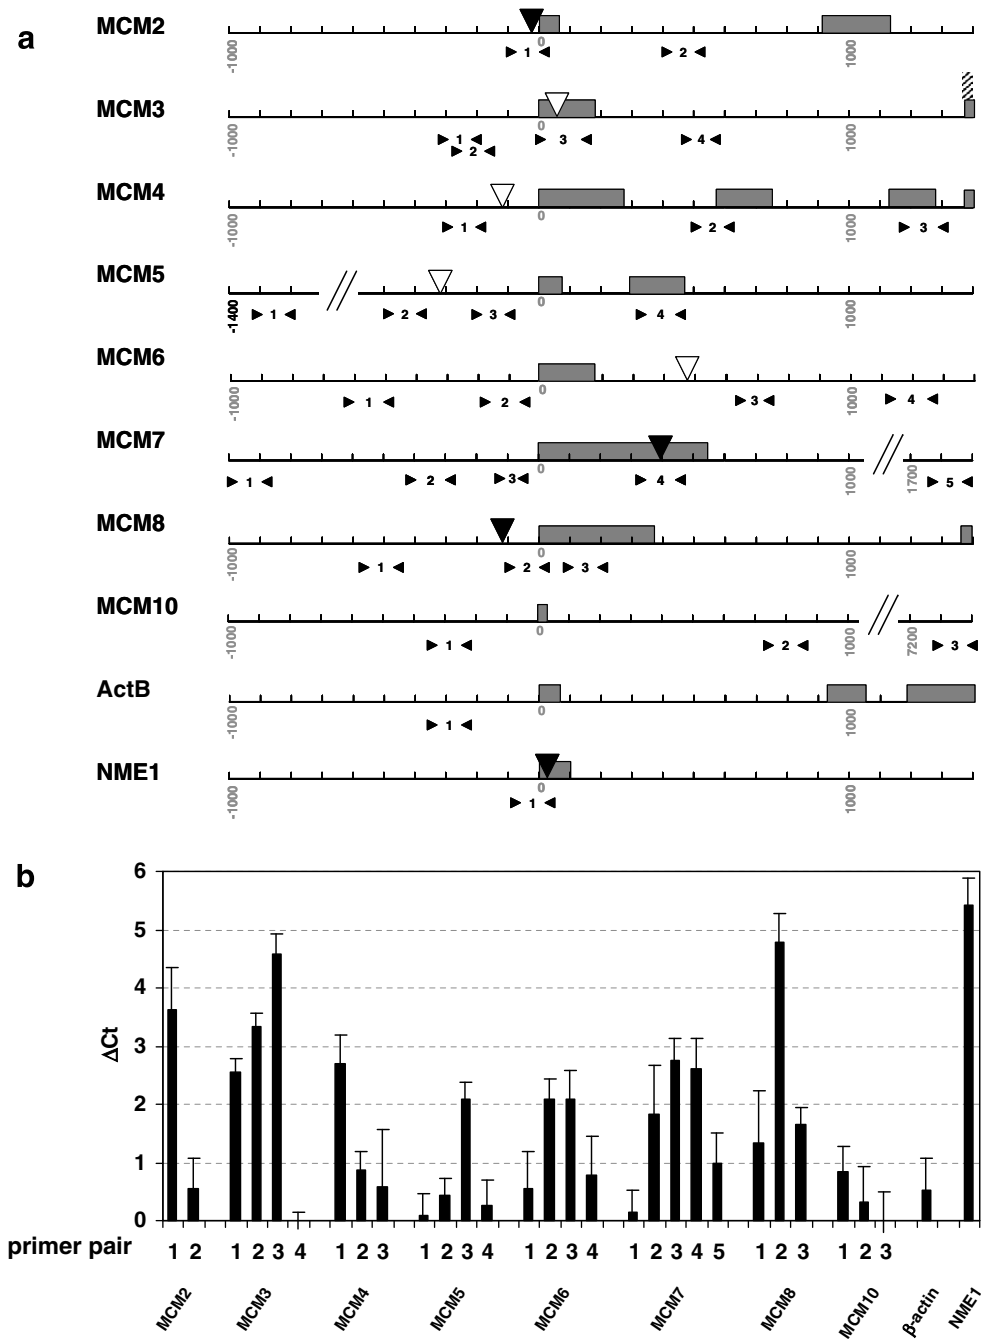 a
MCM2
-1000 0 1000
1 2
MCM3
-1000 0 1000
1 3 4
2
MCM4
-1000 0 1000
1 2 3
MCM5
-1400 0 1000
1 2 3 4
MCM6
-1000 0 1000
1 2 3 4
MCM7
-1000 0 1000 1700
1 2 3 4 5
MCM8
-1000 0 1000
1 2 3
MCM10
-1000 0 1000 7200
1 2 3
ActB
-1000 0 1000
1
NME1
-1000 0 1000
1
b
6
5
4
3
2
1
0
ΔCt
primer pair 1 2 1 2 3 4 1 2 3 1 2 3 4 1 2 3 4 1 2 3 4 5 1 2 3 1 2 3
MCM2 MCM3 MCM4 MCM5 MCM6 MCM7 MCM8 MCM10 β-actin NME1